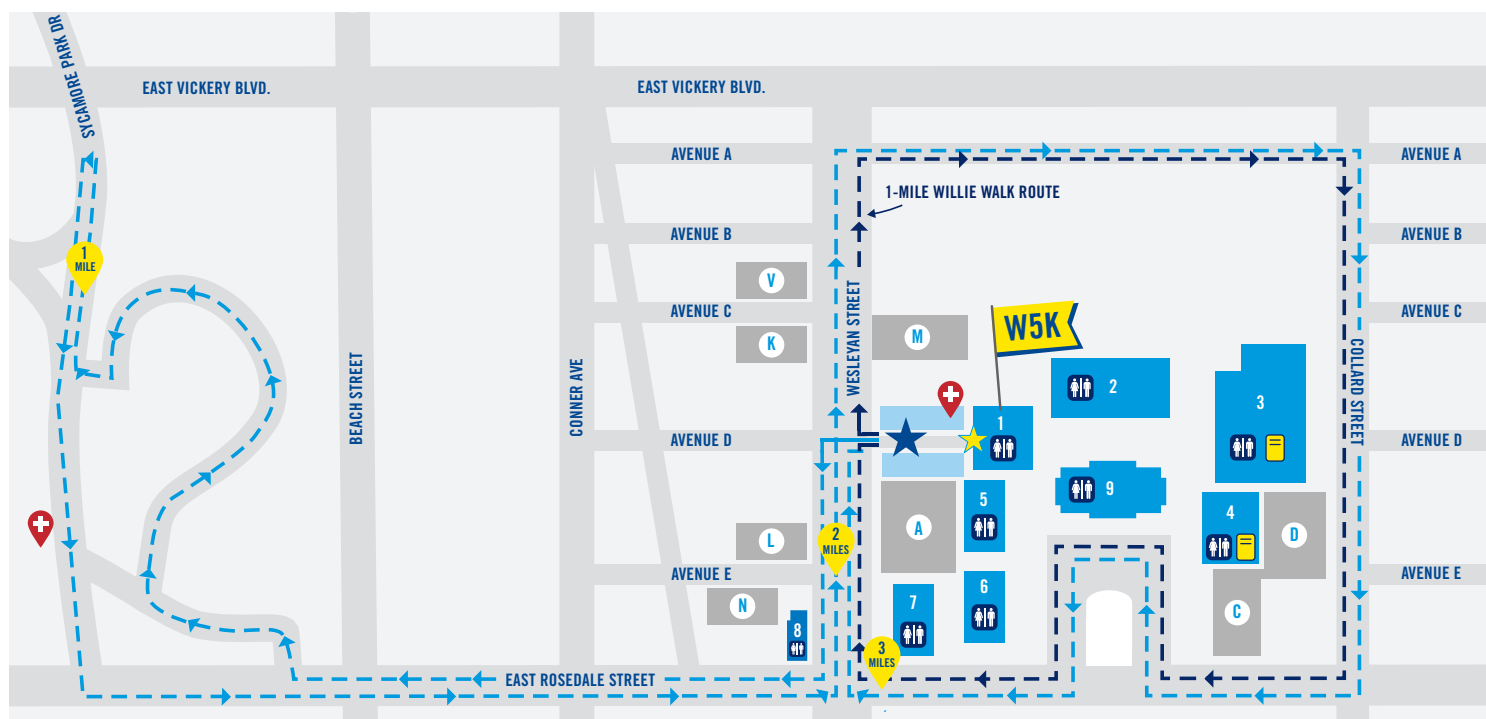 SYCAMORE PARK DR
EAST VICKERY BLVD.
EAST VICKERY BLVD.
AVENUE A
AVENUE A
1-MILE WILLIE WALK ROUTE
AVENUE B
AVENUE B
1
MILE
V
AVENUE C
AVENUE C
WESLEYAN STREET
W5K
M
K
BEACH STREET
CONNER AVE
COLLARD STREET
2
3
1
AVENUE D
AVENUE D
9
5
4
A
D
L
2
MILES
AVENUE E
AVENUE E
6
7
N
C
8
3
MILES
EAST ROSEDALE STREET